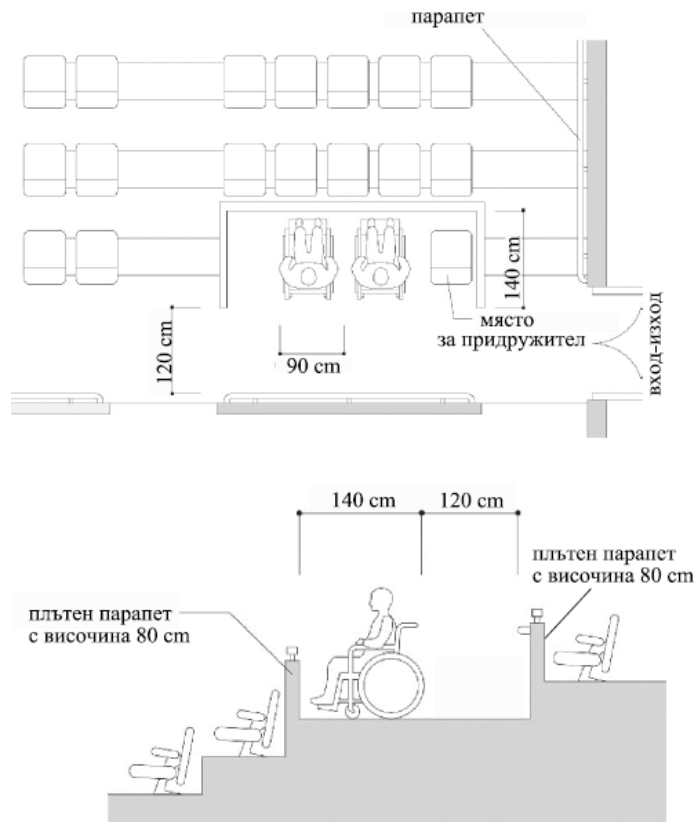 парапет
140 cm
120 cm
90 cm
място
за придружител
вход-изход
140 cm
120 cm
плътен парапет
с височина 80 cm
плътен парапет
с височина 80 cm